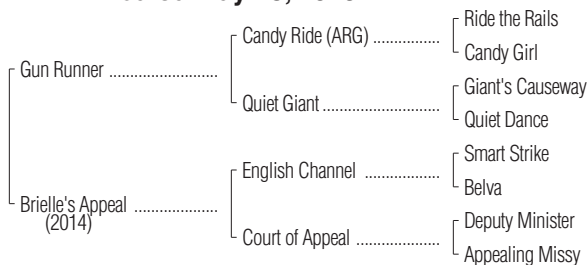 Ride the Rails
Candy Ride (ARG) ................
Candy Girl
Gun Runner .........................
Giant's Causeway
Quiet Giant ...........................
Quiet Dance
Smart Strike
English Channel ..................
Belva
Brielle's Appeal ...................
(2014)
Deputy Minister
Court of Appeal ...................
Appealing Missy